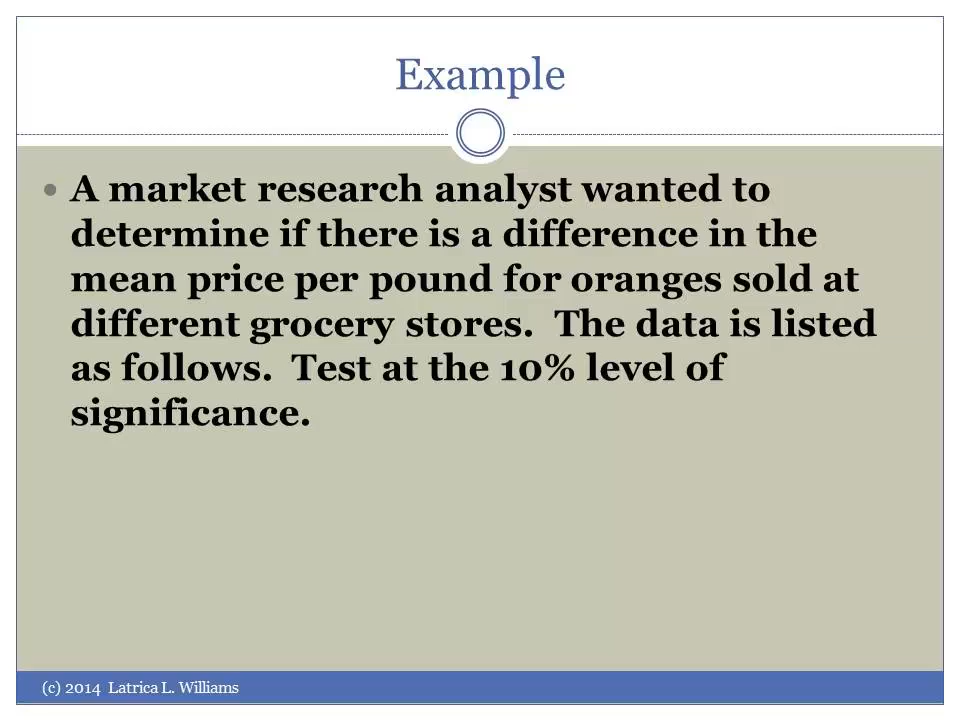 Example
• A market research analyst wanted to
determine if there is a difference in the
mean price per pound for oranges sold at
different grocery stores.  The data is listed
as follows.  Test at the 10% level of
significance.
(c) 2014  Latrica L. Williams